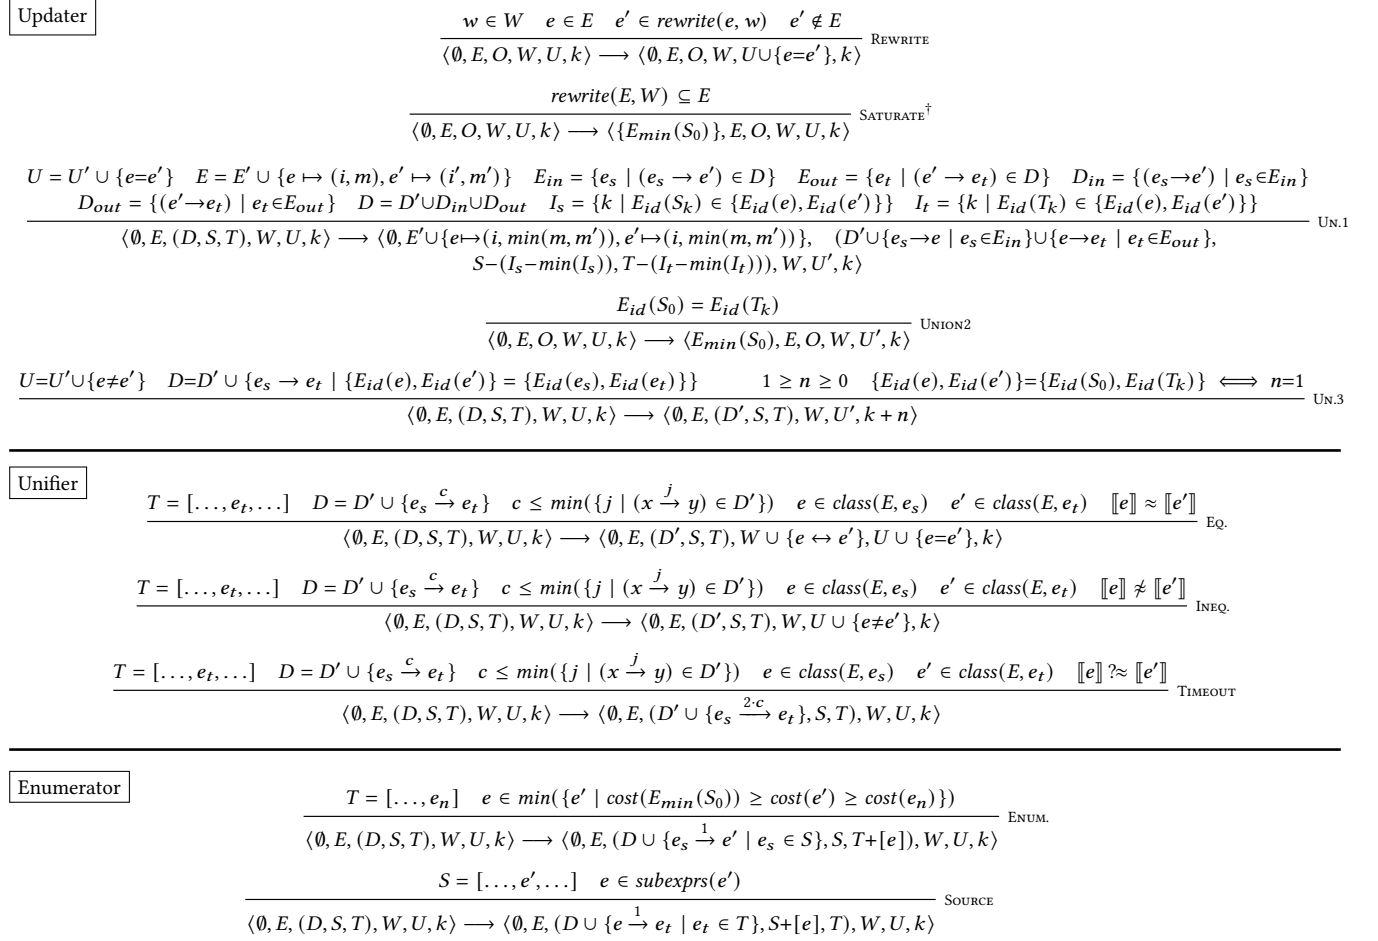 Updater
w ∈ W   e ∈ E   e′ ∈ rewrite(e, w)   e′ ∉ E
⟨∅, E, O, W, U, k⟩ ⟶ ⟨∅, E, O, W, U∪{e=e′}, k⟩ Rewrite
rewrite(E, W) ⊆ E
⟨∅, E, O, W, U, k⟩ ⟶ ⟨{E_min(S₀)}, E, O, W, U, k⟩ Saturate†
U = U′ ∪ {e=e′}   E = E′ ∪ {e ↦ (i, m), e′ ↦ (i′, m′)}   E_in = {e_s | (e_s → e′) ∈ D}   E_out = {e_t | (e′ → e_t) ∈ D}   D_in = {(e_s→e′) | e_s∈E_in}
D_out = {(e′→e_t) | e_t∈E_out}   D = D′∪D_in∪D_out   I_s = {k | E_id(S_k) ∈ {E_id(e), E_id(e′)}}   I_t = {k | E_id(T_k) ∈ {E_id(e), E_id(e′)}}
⟨∅, E, (D, S, T), W, U, k⟩ ⟶ ⟨∅, E′∪{e↦(i, min(m, m′)), e′↦(i, min(m, m′))},   (D′∪{e_s→e | e_s∈E_in}∪{e→e_t | e_t∈E_out}, Un.1
S−(I_s−min(I_s)), T−(I_t−min(I_t))), W, U′, k⟩
E_id(S₀) = E_id(T_k)
⟨∅, E, O, W, U, k⟩ ⟶ ⟨E_min(S₀), E, O, W, U′, k⟩ Union2
U=U′∪{e≠e′}   D=D′ ∪ {e_s → e_t | {E_id(e), E_id(e′)} = {E_id(e_s), E_id(e_t)}}   1 ≥ n ≥ 0   {E_id(e), E_id(e′)}={E_id(S₀), E_id(T_k)} ⟺ n=1
⟨∅, E, (D, S, T), W, U, k⟩ ⟶ ⟨∅, E, (D′, S, T), W, U′, k + n⟩ Un.3
Unifier
T = [..., e_t, ...]   D = D′ ∪ {e_s →^c e_t}   c ≤ min({j | (x →^j y) ∈ D′})   e ∈ class(E, e_s)   e′ ∈ class(E, e_t)   ⟦e⟧ ≈ ⟦e′⟧
⟨∅, E, (D, S, T), W, U, k⟩ ⟶ ⟨∅, E, (D′, S, T), W ∪ {e ↔ e′}, U ∪ {e=e′}, k⟩ Eq.
T = [..., e_t, ...]   D = D′ ∪ {e_s →^c e_t}   c ≤ min({j | (x →^j y) ∈ D′})   e ∈ class(E, e_s)   e′ ∈ class(E, e_t)   ⟦e⟧ ≉ ⟦e′⟧
⟨∅, E, (D, S, T), W, U, k⟩ ⟶ ⟨∅, E, (D′, S, T), W, U ∪ {e≠e′}, k⟩ Ineq.
T = [..., e_t, ...]   D = D′ ∪ {e_s →^c e_t}   c ≤ min({j | (x →^j y) ∈ D′})   e ∈ class(E, e_s)   e′ ∈ class(E, e_t)   ⟦e⟧ ?≈ ⟦e′⟧
⟨∅, E, (D, S, T), W, U, k⟩ ⟶ ⟨∅, E, (D′ ∪ {e_s →^{2·c} e_t}, S, T), W, U, k⟩ Timeout
Enumerator
T = [..., e_n]   e ∈ min({e′ | cost(E_min(S₀)) ≥ cost(e′) ≥ cost(e_n)})
⟨∅, E, (D, S, T), W, U, k⟩ ⟶ ⟨∅, E, (D ∪ {e_s →^1 e′ | e_s ∈ S}, S, T+[e]), W, U, k⟩ Enum.
S = [..., e′, ...]   e ∈ subexprs(e′)
⟨∅, E, (D, S, T), W, U, k⟩ ⟶ ⟨∅, E, (D ∪ {e →^1 e_t | e_t ∈ T}, S+[e], T), W, U, k⟩ Source